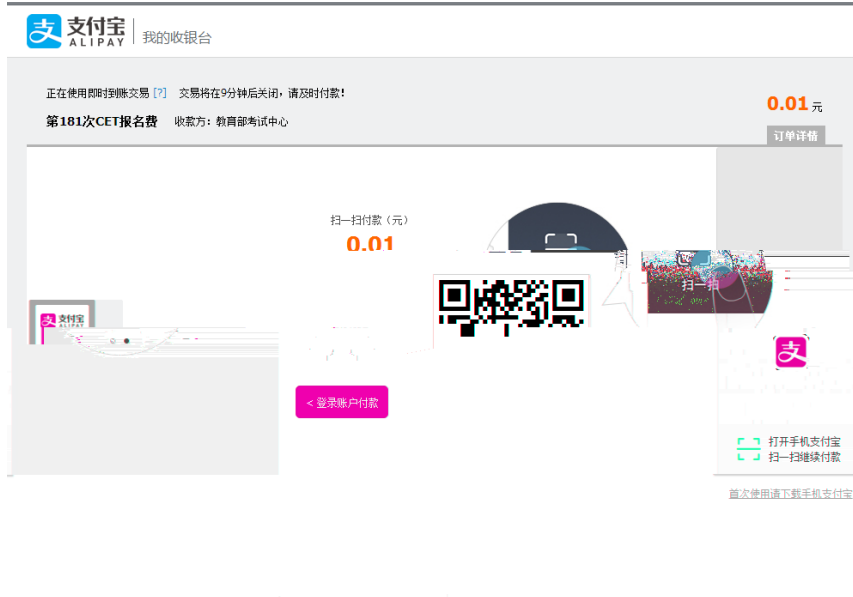 支付宝
ALIPAY
我的收银台
正在使用即时到账交易 [?] 交易将在9分钟后关闭，请及时付款！
0.01 元
第181次CET报名费 收款方：教育部考试中心
订单详情
扫一扫付款（元）
0.01
扫一扫
支付宝
支
< 登录账户付款
打开手机支付宝
扫一扫继续付款
首次使用请下载手机支付宝